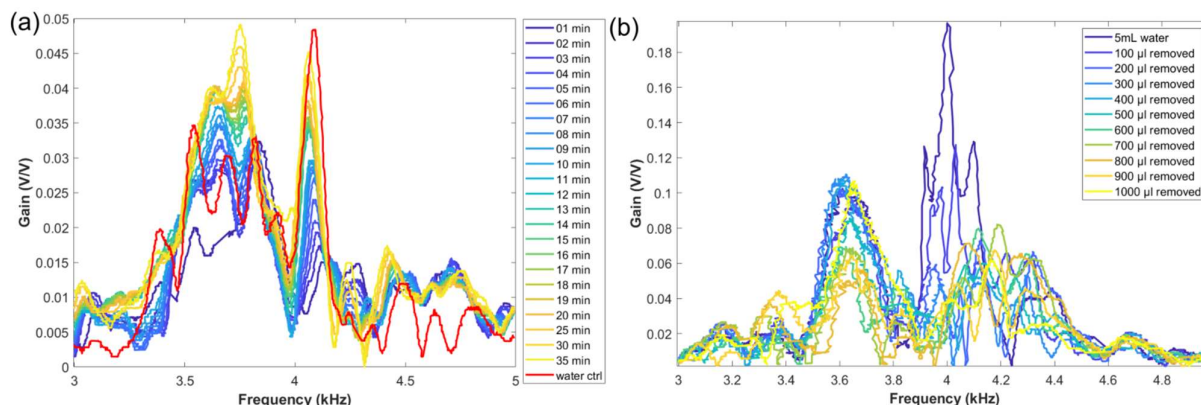 (a)
0.05
0.045
0.04
0.035
0.03
0.025
0.02
0.015
0.01
0.005
0
Gain (V/V)
3
3.5
4
4.5
5
Frequency (kHz)
01 min
02 min
03 min
04 min
05 min
06 min
07 min
08 min
09 min
10 min
11 min
12 min
13 min
14 min
15 min
16 min
17 min
18 min
19 min
20 min
25 min
30 min
35 min
water ctrl
(b)
0.18
0.16
0.14
0.12
0.1
0.08
0.06
0.04
0.02
Gain (V/V)
3
3.2
3.4
3.6
3.8
4
4.2
4.4
4.6
4.8
Frequency (kHz)
5mL water
100 µl removed
200 µl removed
300 µl removed
400 µl removed
500 µl removed
600 µl removed
700 µl removed
800 µl removed
900 µl removed
1000 µl removed